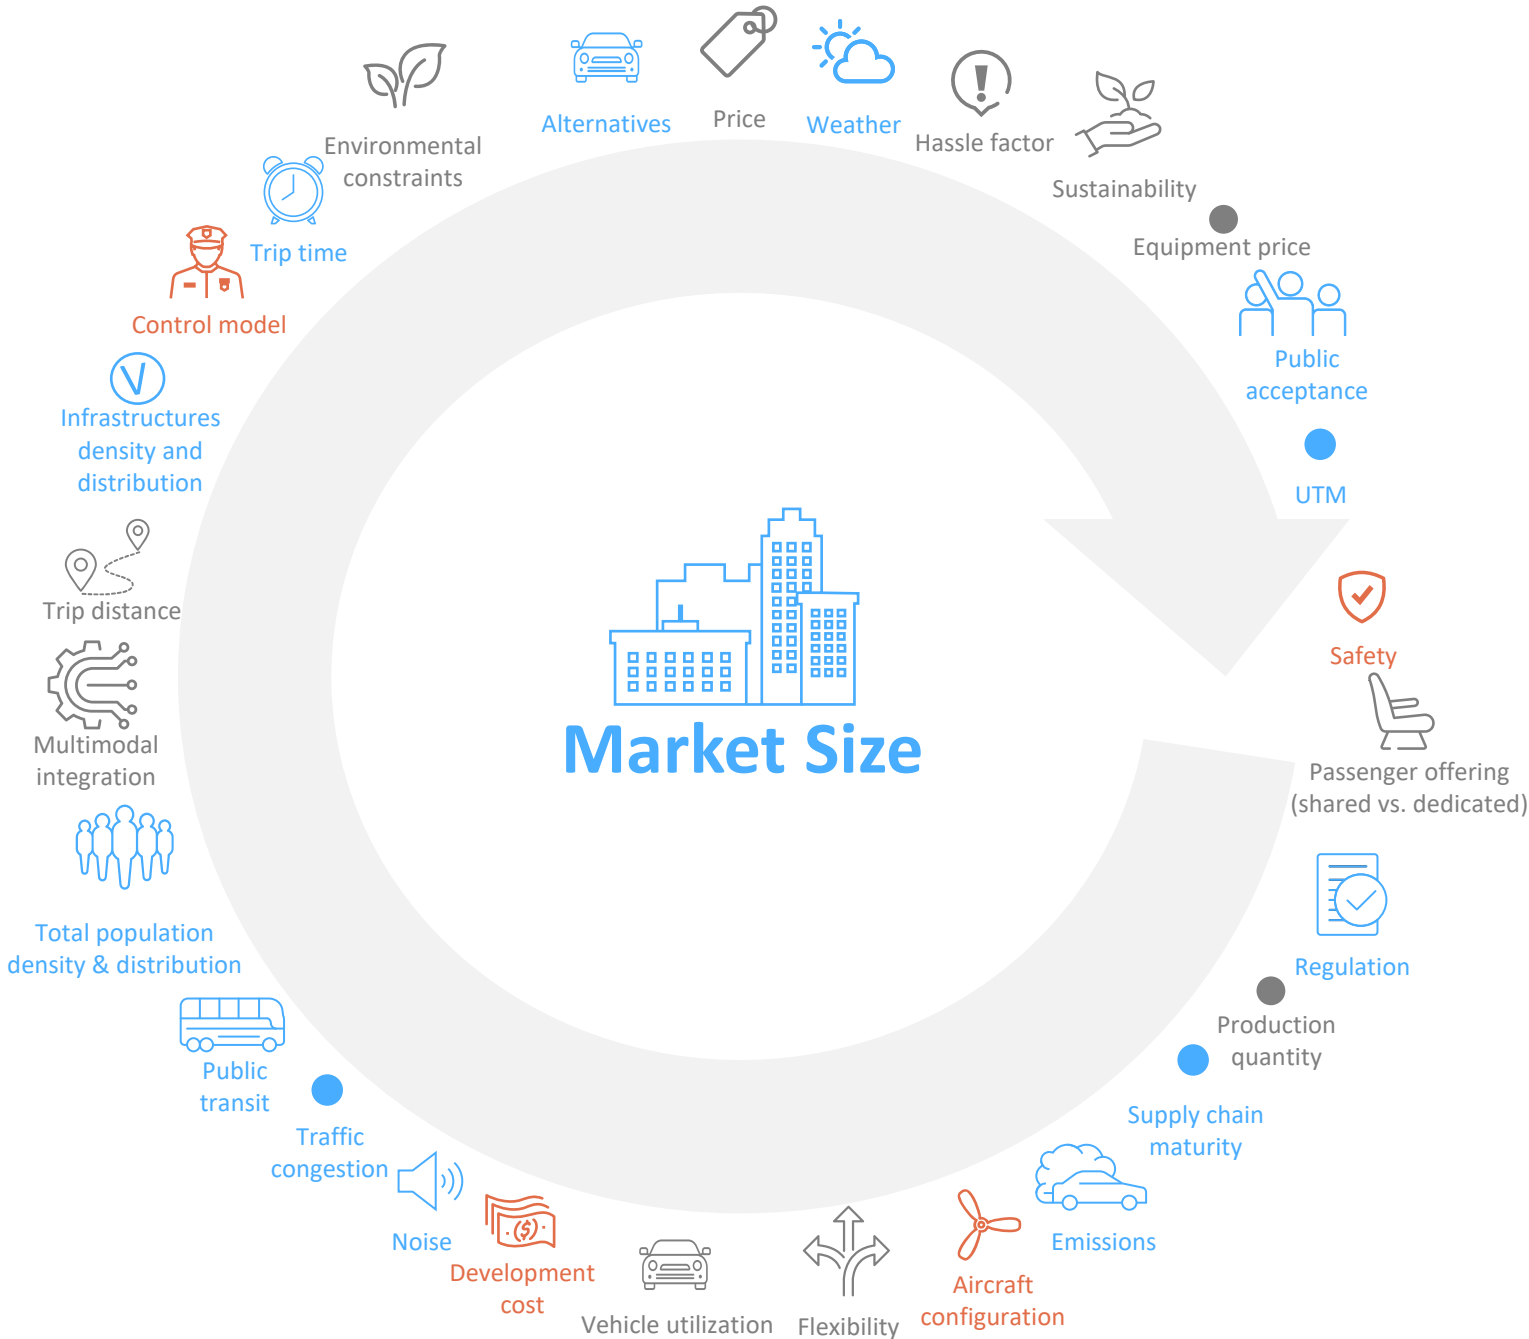 Alternatives
Price
Weather
Hassle factor
Sustainability
Equipment price
Public
acceptance
UTM
Safety
Passenger offering
(shared vs. dedicated)
Regulation
Production
quantity
Supply chain
maturity
Emissions
Aircraft
configuration
Flexibility
Vehicle utilization
Development
cost
($)
Noise
Traffic
congestion
Public
transit
Total population
density & distribution
Multimodal
integration
Trip distance
V
Infrastructures
density and
distribution
Control model
Trip time
Environmental
constraints
Market Size